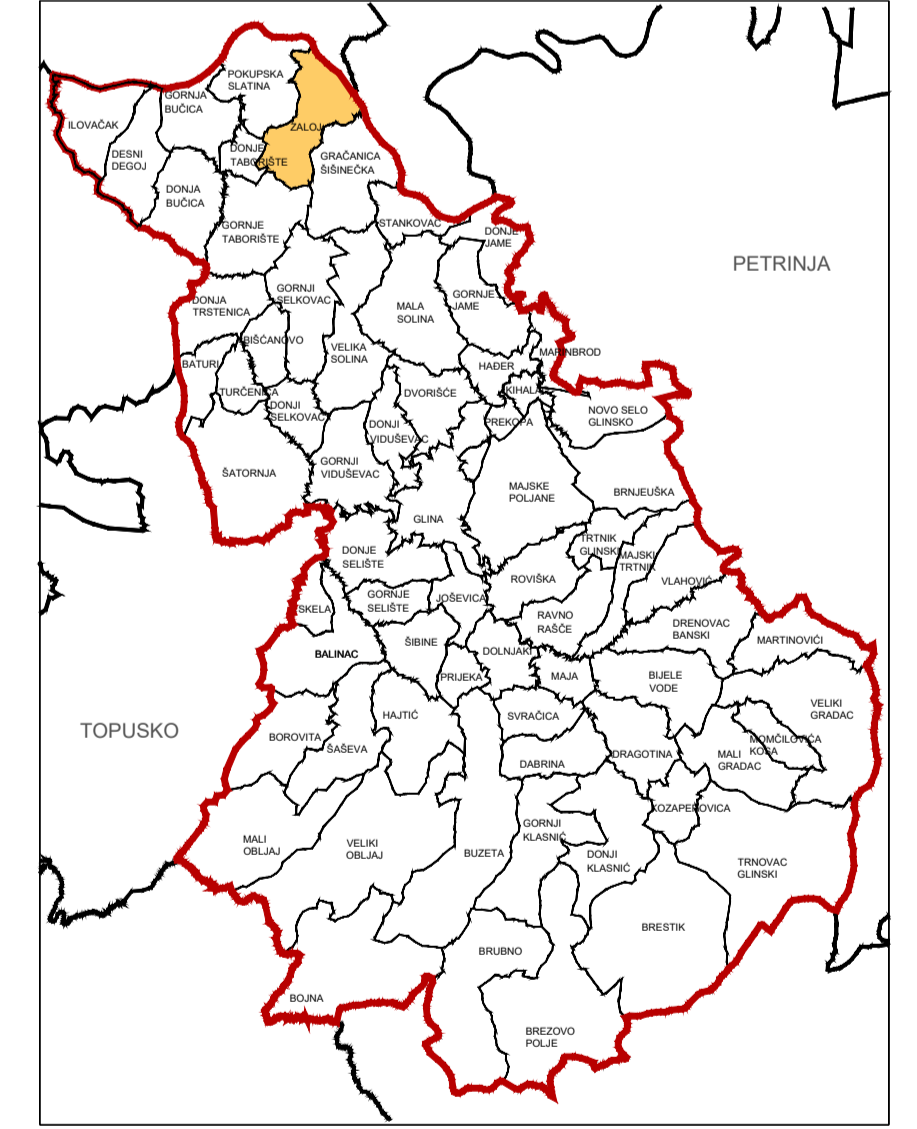 POKUPSKA
SLATINA
GORNJA
BUČICA
ILOVAČAK
ZALOJ
DESNI
DEGOJ
DONJE
TABORIŠTE
GRAČANICA
ŠIŠINEČKA
DONJA
BUČICA
GORNJE
TABORIŠTE
STANKOVAC
DONJE
JAME
PETRINJA
DONJA
TRSTENICA
GORNJI
SELKOVAC
MALA
SOLINA
GORNJE
JAME
BIŠĆANOVO
VELIKA
SOLINA
MARINBROD
BATURI
HAĐER
TURČENICA
DVORIŠĆE
KIHALA
DONJI
SELKOVAC
NOVO SELO
GLINSKO
DONJI
VIDUŠEVAC
PREKOPA
ŠATORNJA
GORNJI
VIDUŠEVAC
MAJSKE
POLJANE
BRNJEUŠKA
GLINA
TRTNIK
GLINSKI
MAJSKI
TRTNIK
DONJE
SELIŠTE
ROVIŠKA
VLAHOVIĆ
GORNJE
SELIŠTE
JOŠEVICA
SKELA
RAVNO
RAŠČE
DRENOVAC
BANSKI
MARTINOVIĆI
ŠIBINE
BALINAC
DOLNJAKI
PRIJEKA
MAJA
BIJELE
VODE
VELIKI
GRADAC
TOPUSKO
BOROVITA
HAJTIĆ
SVRAČICA
ŠAŠEVA
MOMČILOVIĆA
KOSA
DABRINA
DRAGOTINA
MALI
GRADAC
KOZAPEROVICA
MALI
OBLJAJ
VELIKI
OBLJAJ
BUZETA
GORNJI
KLASNIĆ
DONJI
KLASNIĆ
TRNOVAC
GLINSKI
BRESTIK
BRUBNO
BOJNA
BREZOVO
POLJE